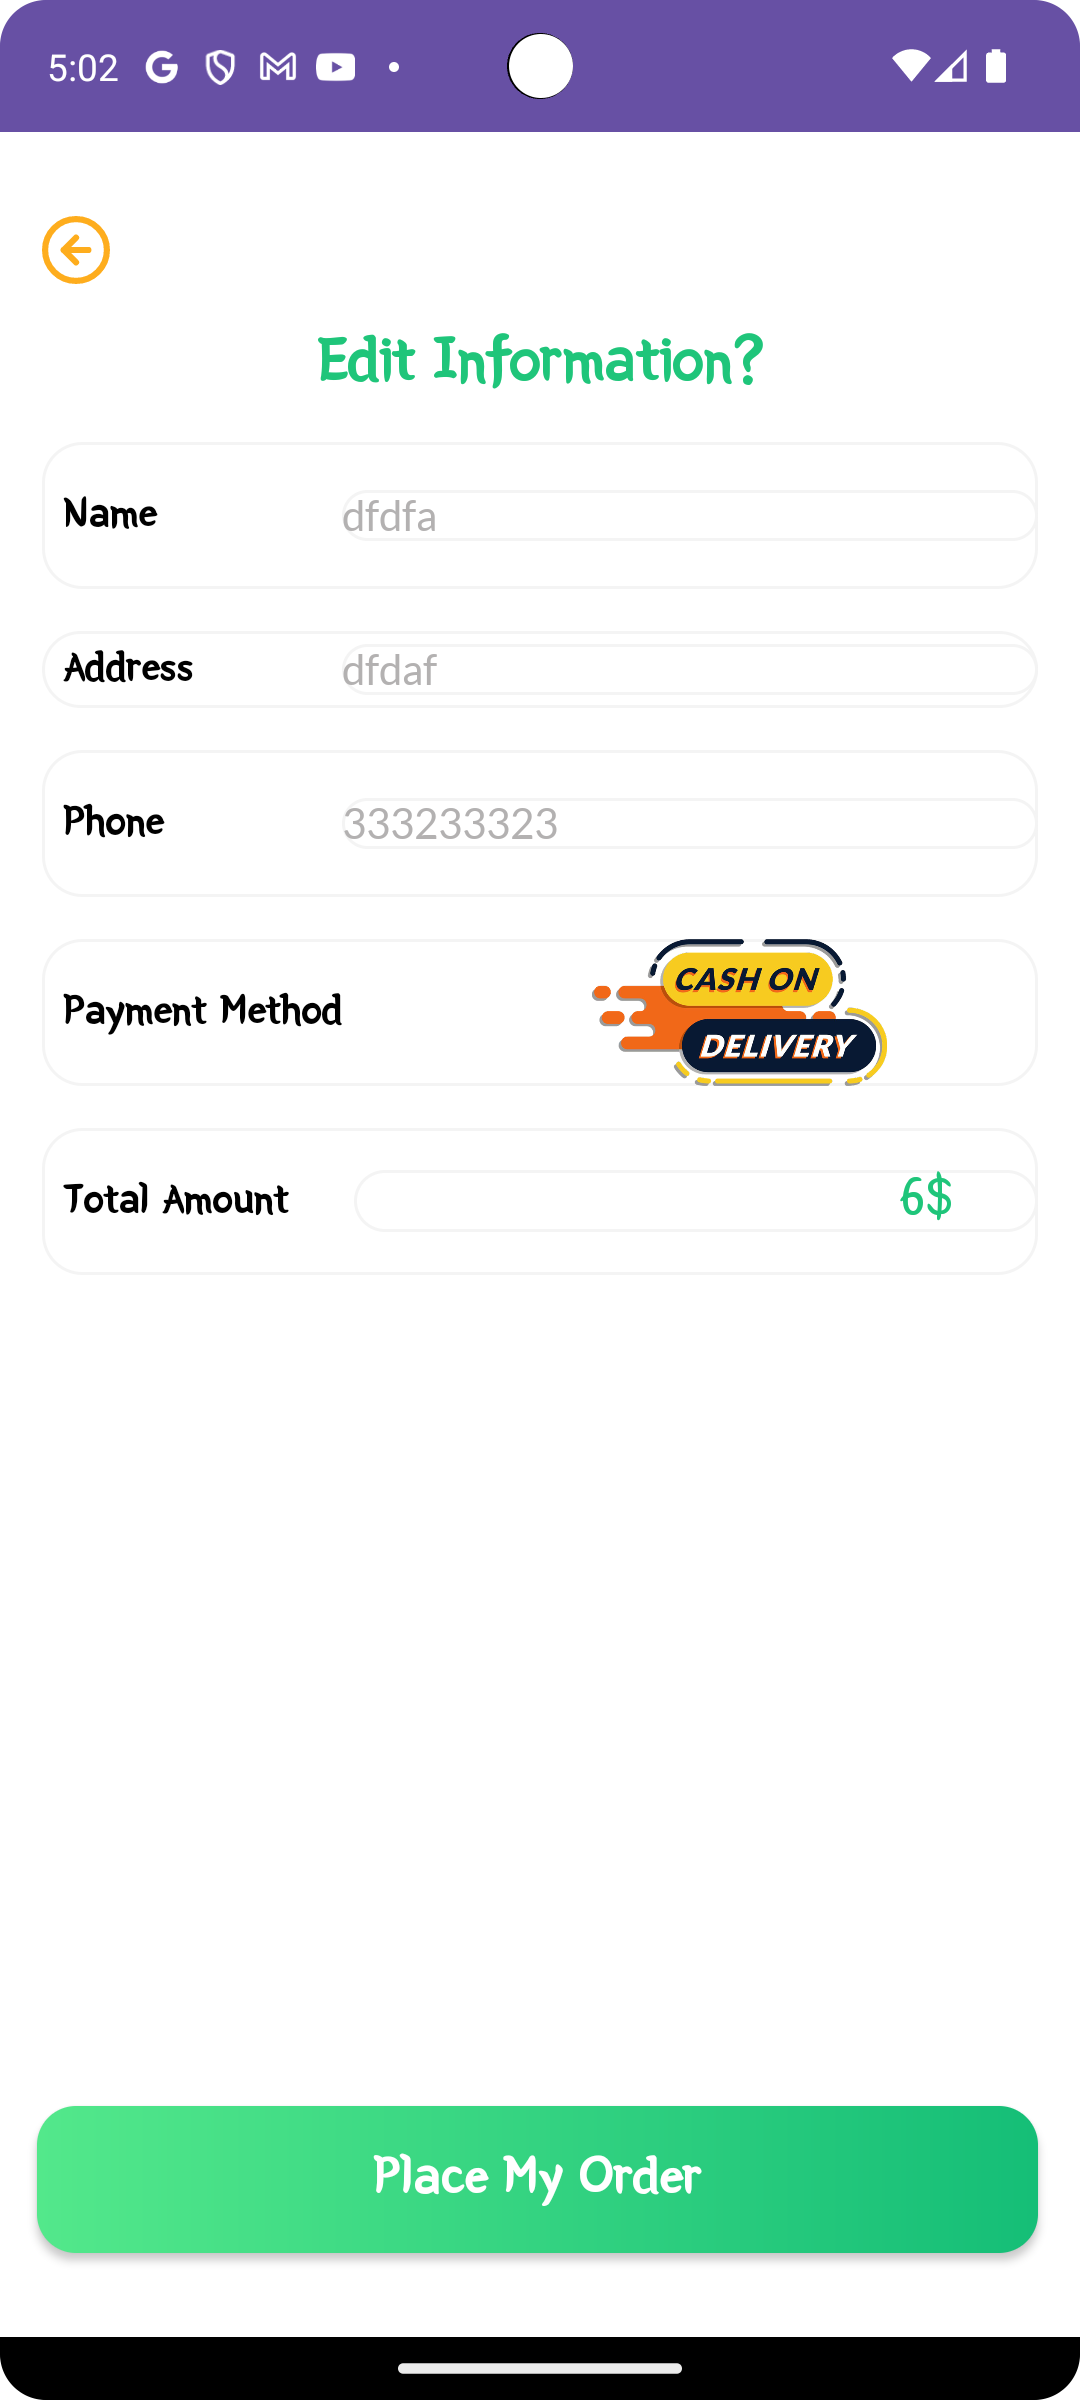 5:02
Edit Information?
Name dfdfa
Address dfdaf
Phone 333233323
Payment Method CASH ON
DELIVERY
Total Amount 6$
Place My Order